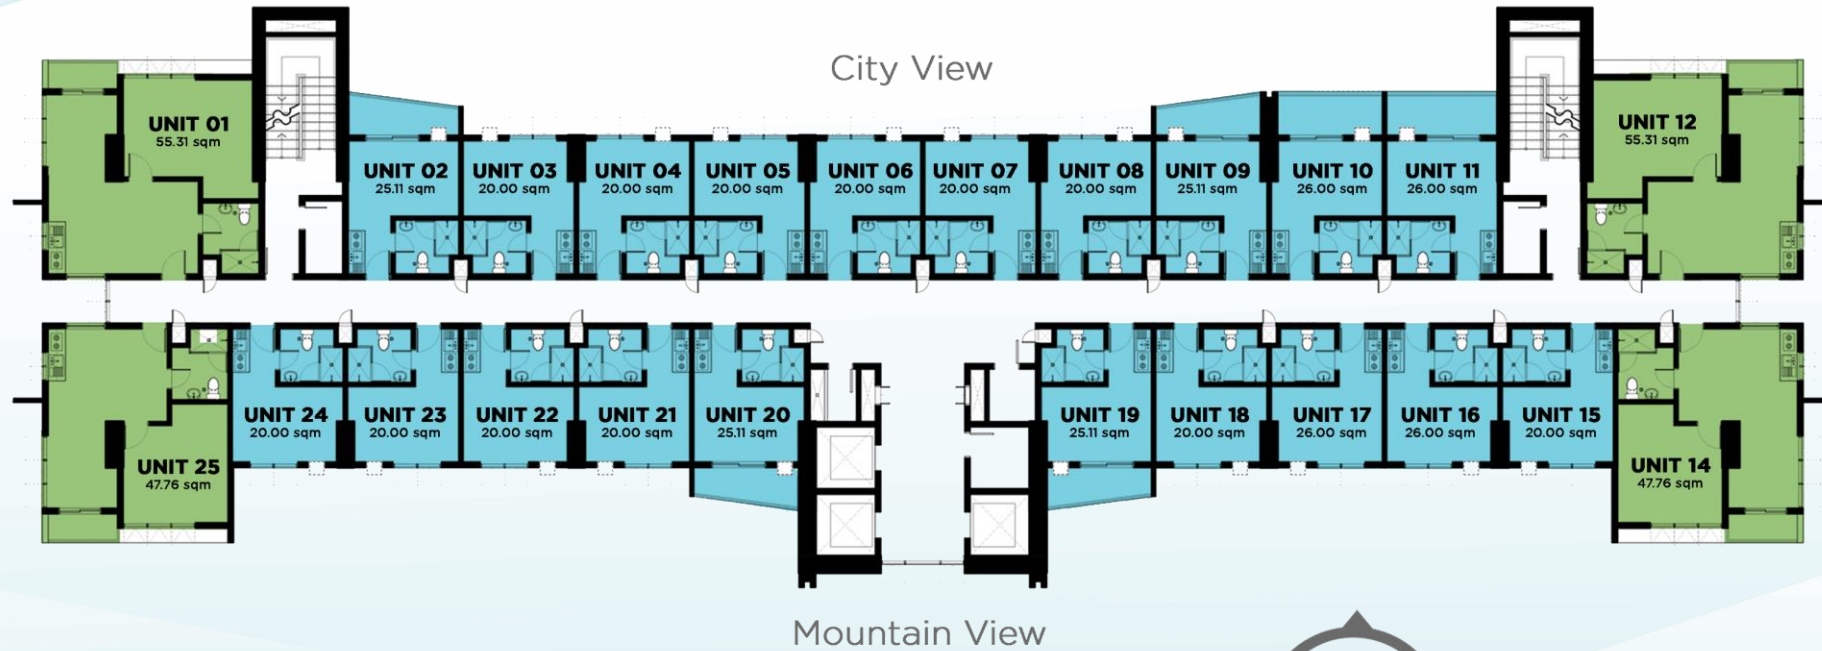 City View
UNIT 01
55.31 sqm
UNIT 02
25.11 sqm
UNIT 03
20.00 sqm
UNIT 04
20.00 sqm
UNIT 05
20.00 sqm
UNIT 06
20.00 sqm
UNIT 07
20.00 sqm
UNIT 08
20.00 sqm
UNIT 09
25.11 sqm
UNIT 10
26.00 sqm
UNIT 11
26.00 sqm
UNIT 12
55.31 sqm
UNIT 25
47.76 sqm
UNIT 24
20.00 sqm
UNIT 23
20.00 sqm
UNIT 22
20.00 sqm
UNIT 21
20.00 sqm
UNIT 20
25.11 sqm
UNIT 19
25.11 sqm
UNIT 18
20.00 sqm
UNIT 17
26.00 sqm
UNIT 16
26.00 sqm
UNIT 15
20.00 sqm
UNIT 14
47.76 sqm
Mountain View